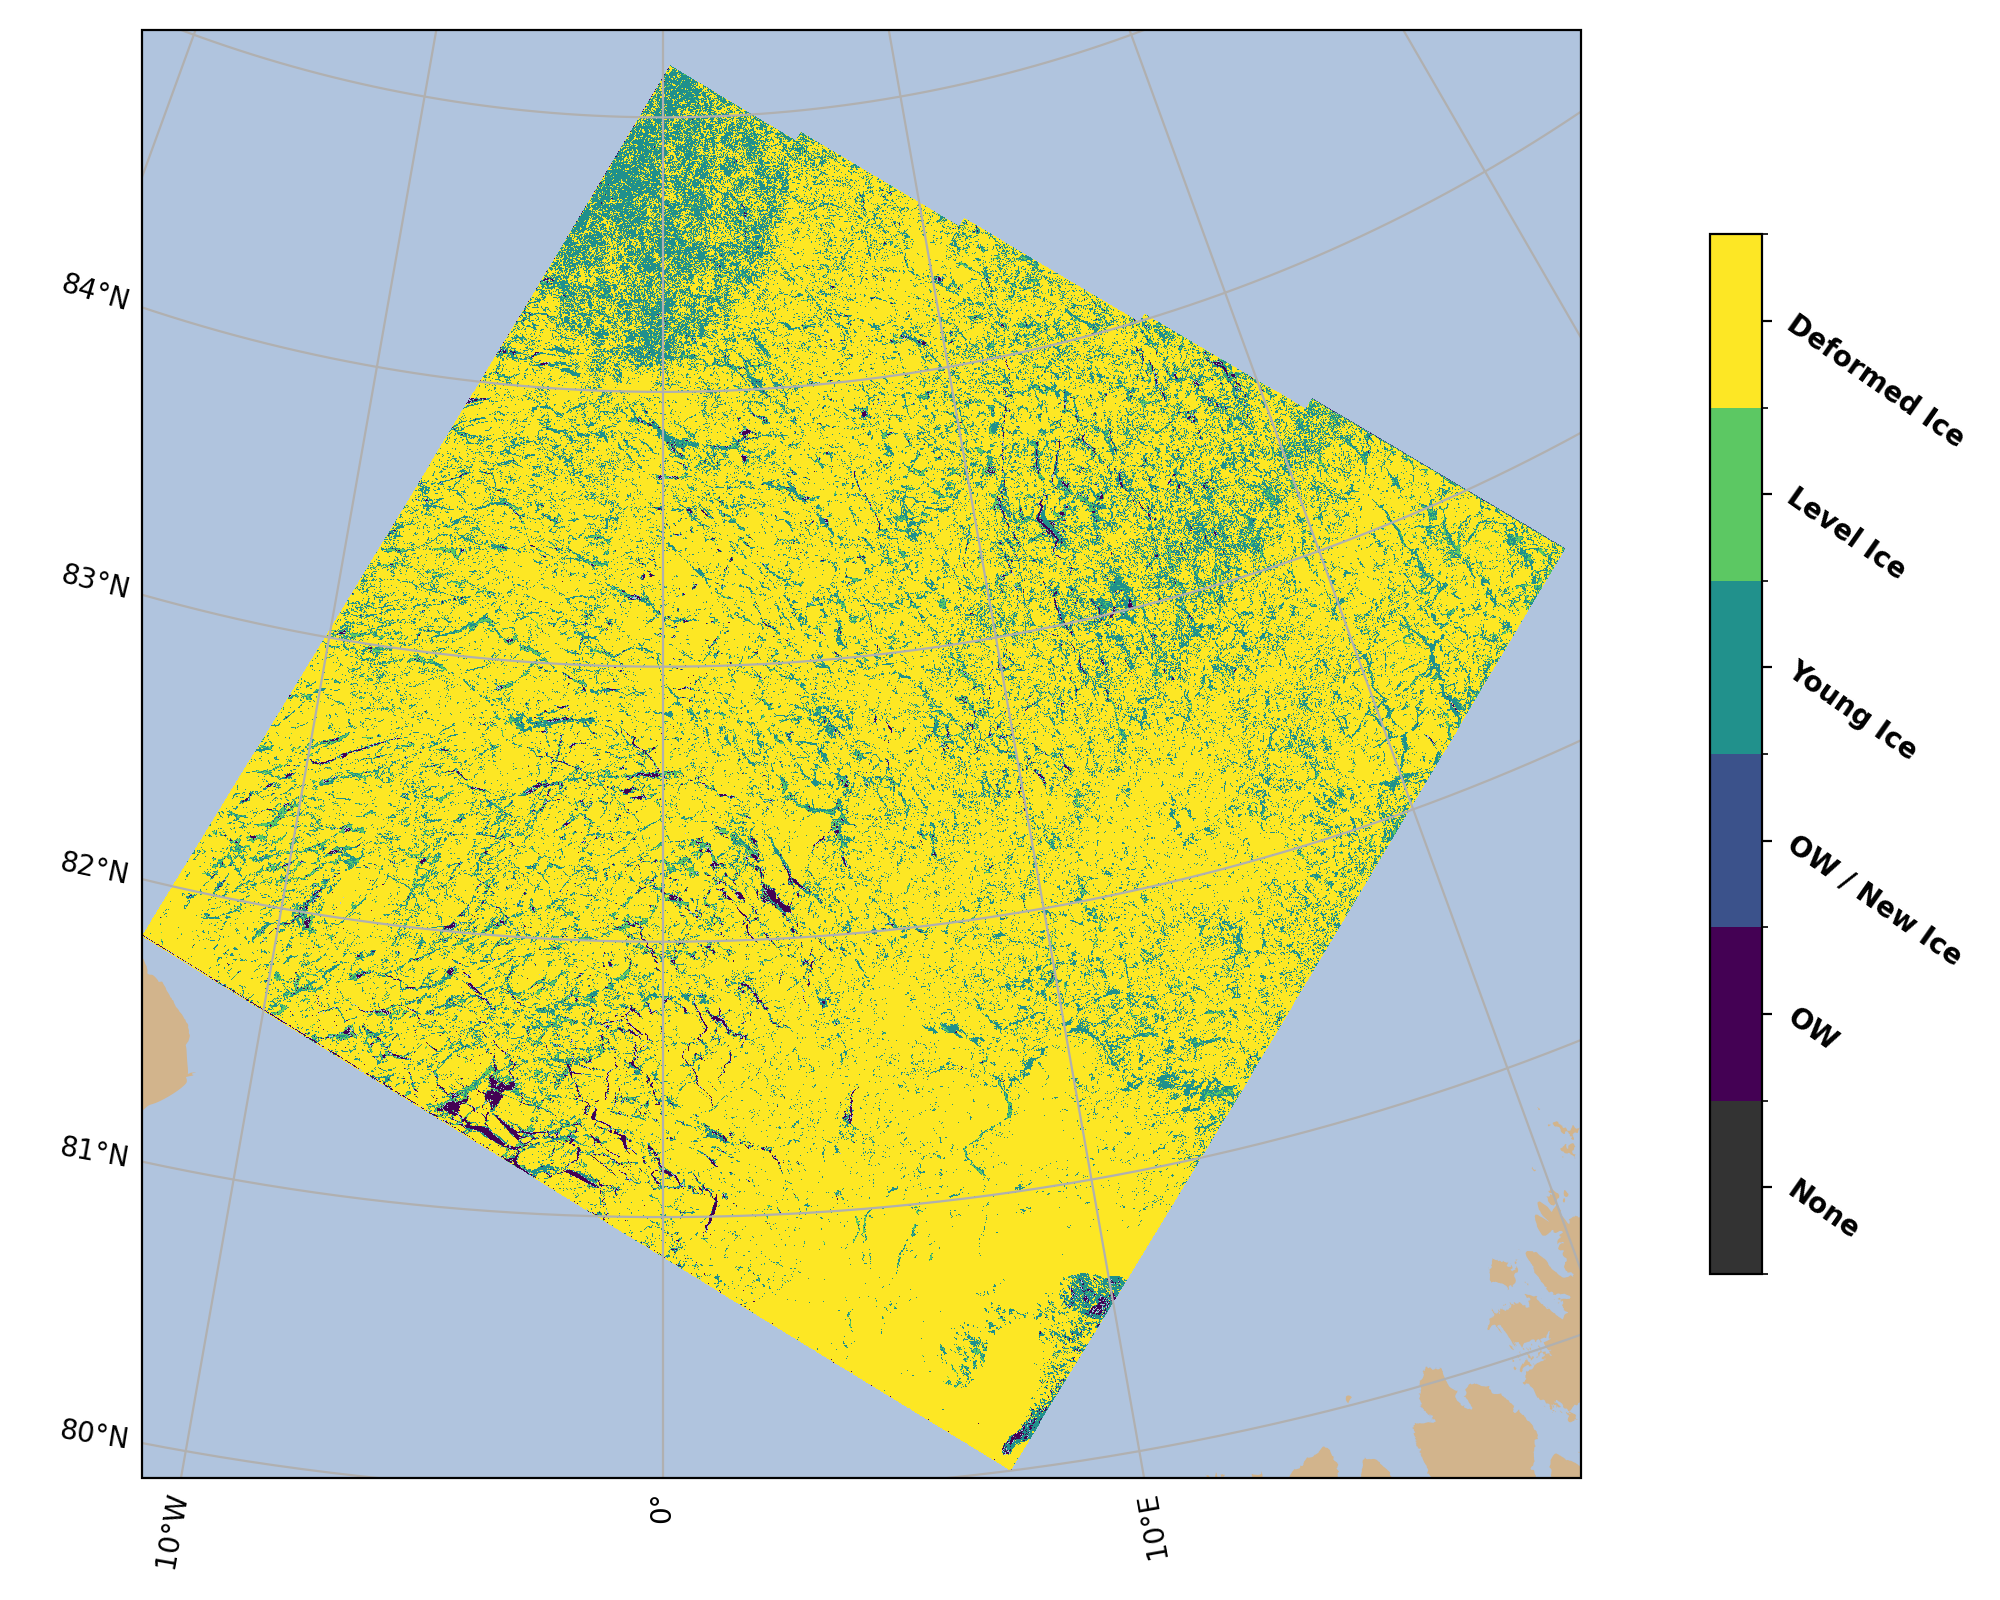 84°N
83°N
82°N
81°N
80°N
10°W
0°
10°E
Deformed Ice
Level Ice
Young Ice
OW / New Ice
OW
None